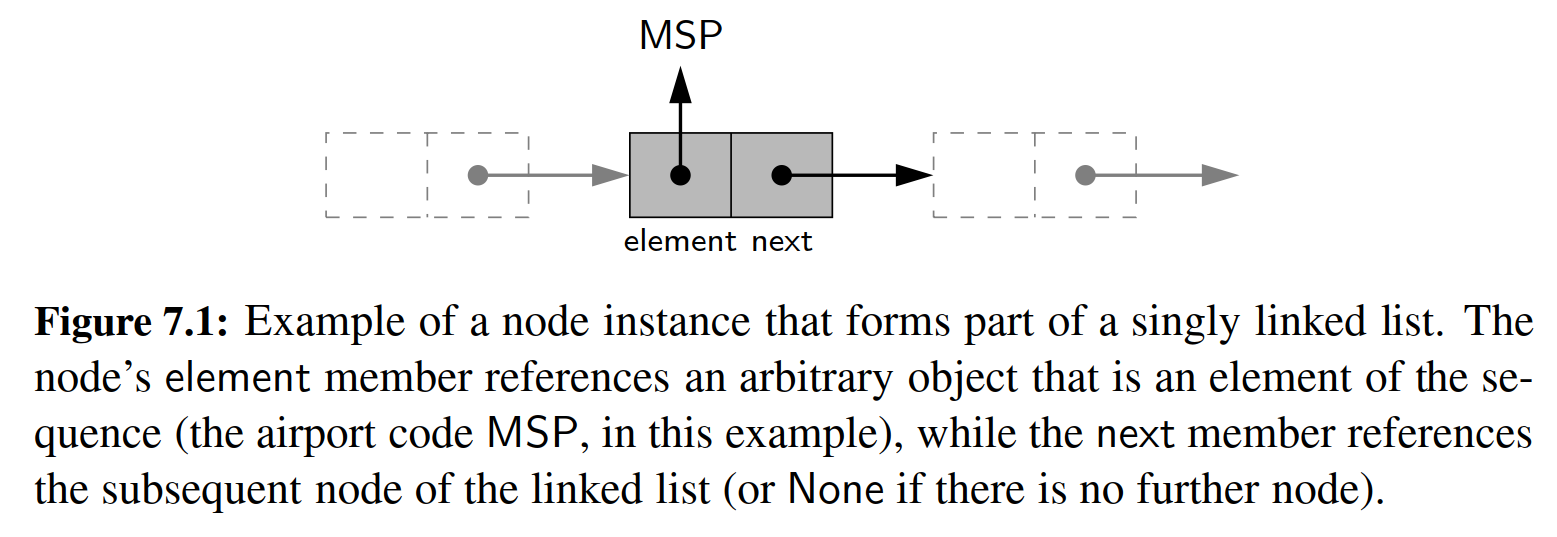 MSP
element next
Figure 7.1: Example of a node instance that forms part of a singly linked list. The
node’s element member references an arbitrary object that is an element of the se-
quence (the airport code MSP, in this example), while the next member references
the subsequent node of the linked list (or None if there is no further node).